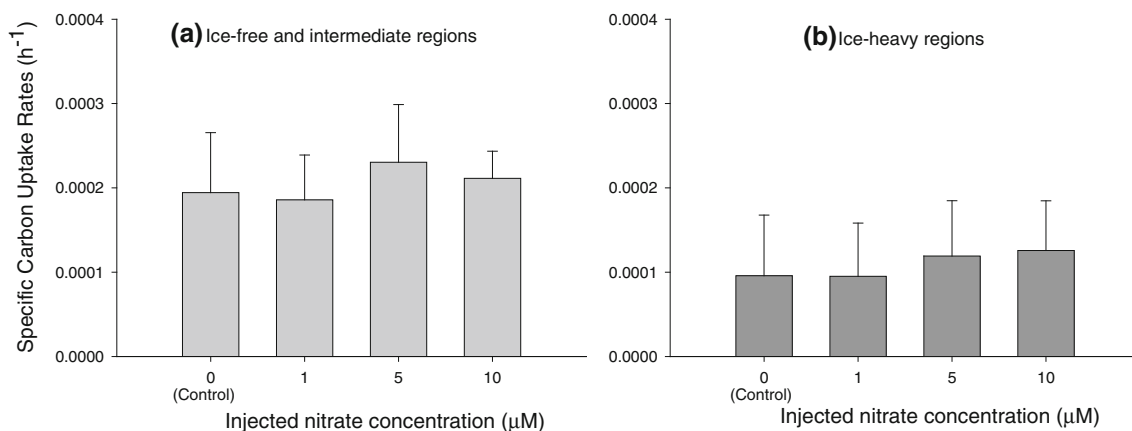 (a) Ice-free and intermediate regions
Specific Carbon Uptake Rates (h⁻¹)
0.0004
0.0003
0.0002
0.0001
0.0000
0 1 5 10
(Control)
Injected nitrate concentration (μM)
(b) Ice-heavy regions
0.0004
0.0003
0.0002
0.0001
0.0000
0 1 5 10
(Control)
Injected nitrate concentration (μM)